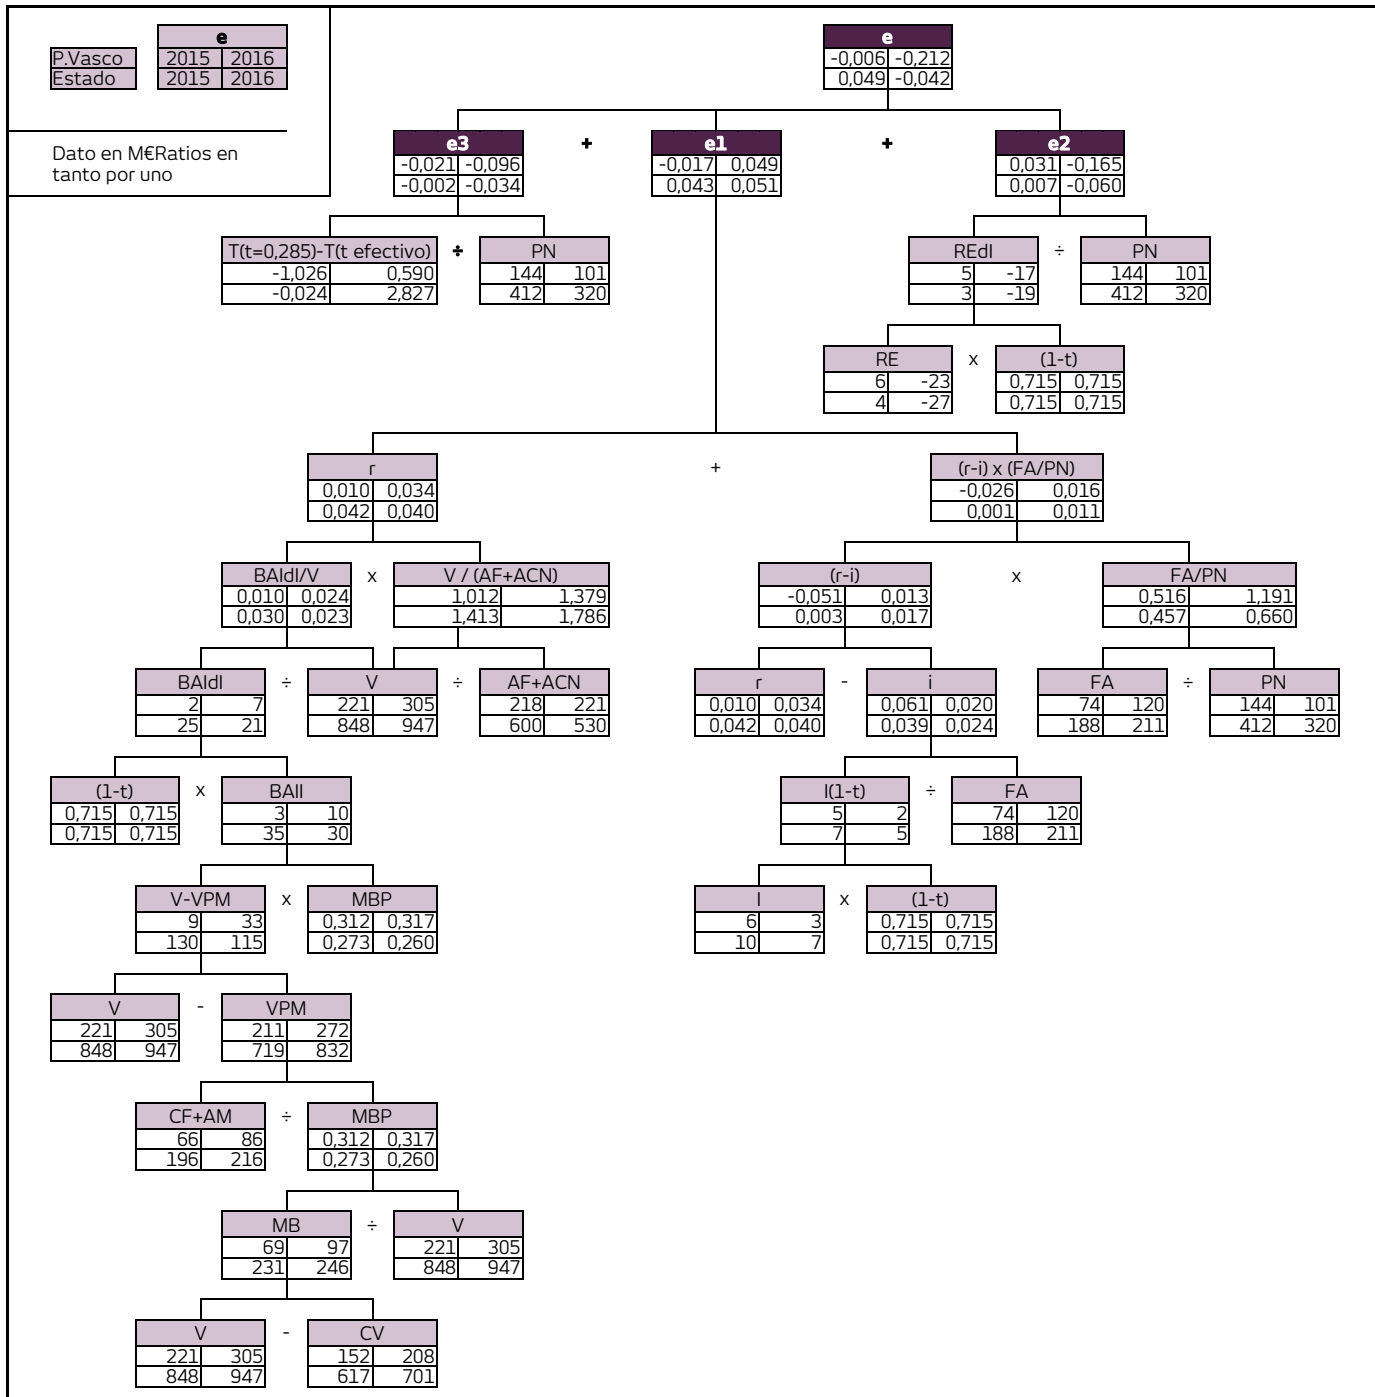 e
P.Vasco 2015 2016
Estado 2015 2016
Dato en M€Ratios en
tanto por uno
e
-0,006 -0,212
0,049 -0,042
e3 + e1 + e2
-0,021 -0,096 -0,017 0,049 0,031 -0,165
-0,002 -0,034 0,043 0,051 0,007 -0,060
T(t=0,285)-T(t efectivo) ÷ PN REdI ÷ PN
-1,026 0,590 144 101 5 -17 144 101
-0,024 2,827 412 320 3 -19 412 320
RE x (1-t)
6 -23 0,715 0,715
4 -27 0,715 0,715
r + (r-i) x (FA/PN)
0,010 0,034 -0,026 0,016
0,042 0,040 0,001 0,011
BAIdI/V x V / (AF+ACN) (r-i) x FA/PN
0,010 0,024 1,012 1,379 -0,051 0,013 0,516 1,191
0,030 0,023 1,413 1,786 0,003 0,017 0,457 0,660
BAIdI ÷ V ÷ AF+ACN r - i FA ÷ PN
2 7 221 305 218 221 0,010 0,034 0,061 0,020 74 120 144 101
25 21 848 947 600 530 0,042 0,040 0,039 0,024 188 211 412 320
(1-t) x BAII I(1-t) ÷ FA
0,715 0,715 3 10 5 2 74 120
0,715 0,715 35 30 7 5 188 211
V-VPM x MBP I x (1-t)
9 33 0,312 0,317 6 3 0,715 0,715
130 115 0,273 0,260 10 7 0,715 0,715
V - VPM
221 305 211 272
848 947 719 832
CF+AM ÷ MBP
66 86 0,312 0,317
196 216 0,273 0,260
MB ÷ V
69 97 221 305
231 246 848 947
V - CV
221 305 152 208
848 947 617 701